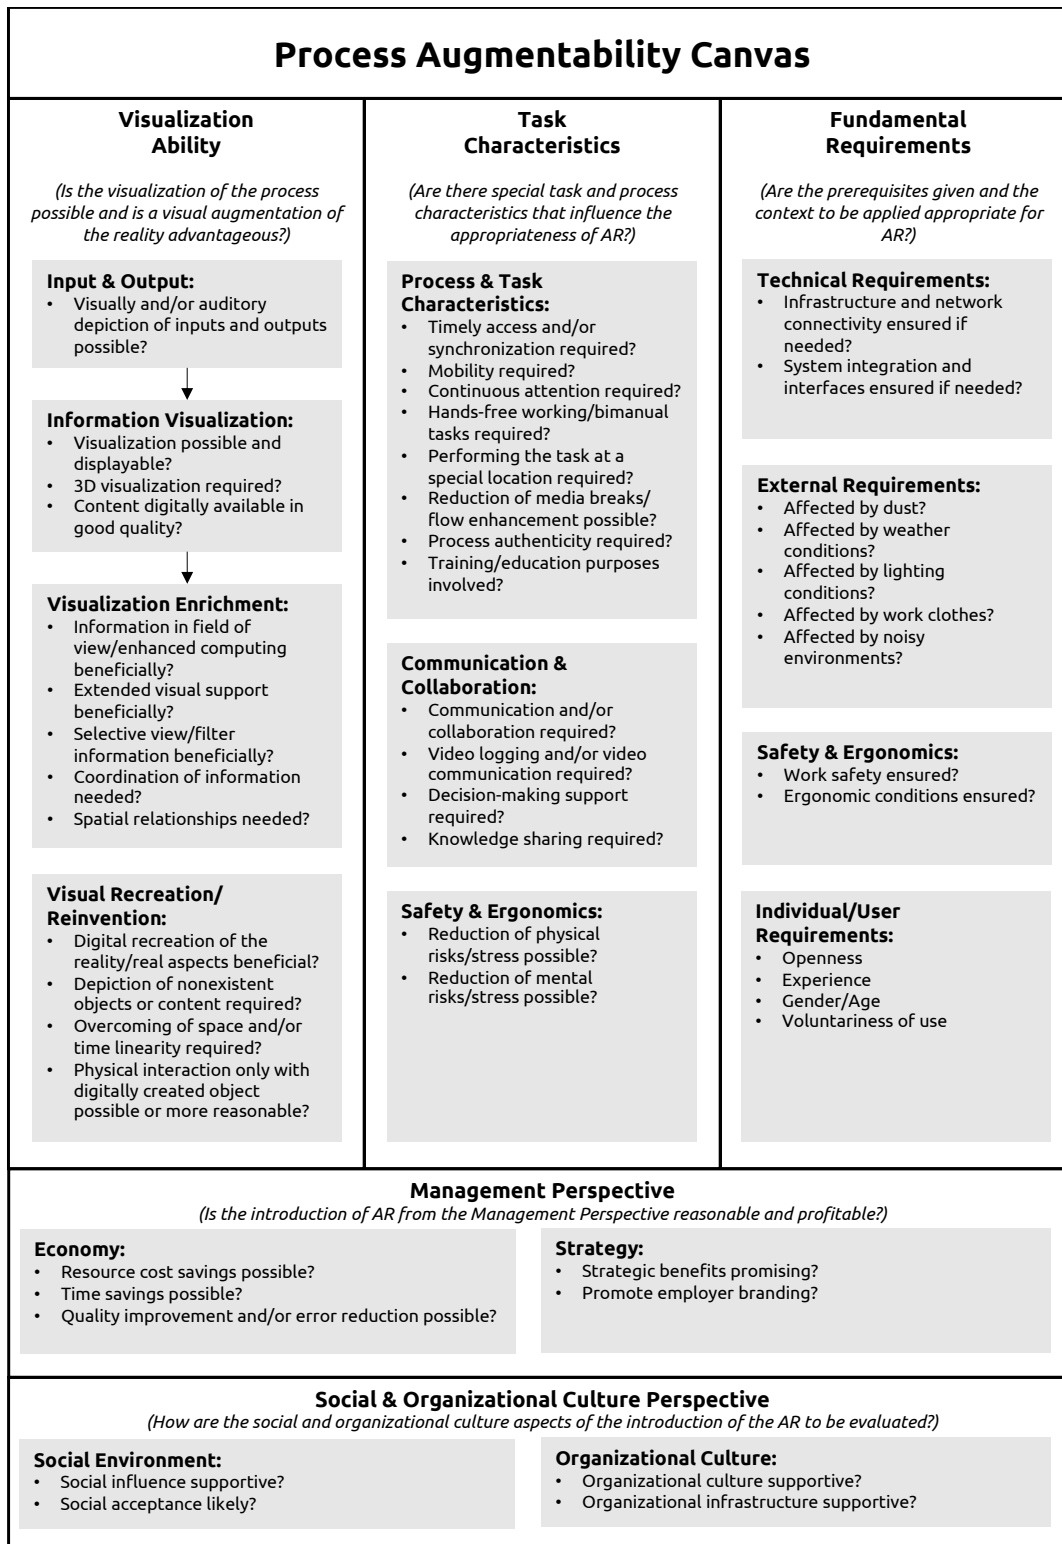 Process Augmentability Canvas
Visualization
Ability
(Is the visualization of the process
possible and is a visual augmentation of
the reality advantageous?)
Input & Output:
• Visually and/or auditory
depiction of inputs and outputs
possible?
Information Visualization:
• Visualization possible and
displayable?
• 3D visualization required?
• Content digitally available in
good quality?
Visualization Enrichment:
• Information in field of
view/enhanced computing
beneficially?
• Extended visual support
beneficially?
• Selective view/filter
information beneficially?
• Coordination of information
needed?
• Spatial relationships needed?
Visual Recreation/
Reinvention:
• Digital recreation of the
reality/real aspects beneficial?
• Depiction of nonexistent
objects or content required?
• Overcoming of space and/or
time linearity required?
• Physical interaction only with
digitally created object
possible or more reasonable?
Task
Characteristics
(Are there special task and process
characteristics that influence the
appropriateness of AR?)
Process & Task
Characteristics:
• Timely access and/or
synchronization required?
• Mobility required?
• Continuous attention required?
• Hands-free working/bimanual
tasks required?
• Performing the task at a
special location required?
• Reduction of media breaks/
flow enhancement possible?
• Process authenticity required?
• Training/education purposes
involved?
Communication &
Collaboration:
• Communication and/or
collaboration required?
• Video logging and/or video
communication required?
• Decision-making support
required?
• Knowledge sharing required?
Safety & Ergonomics:
• Reduction of physical
risks/stress possible?
• Reduction of mental
risks/stress possible?
Fundamental
Requirements
(Are the prerequisites given and the
context to be applied appropriate for
AR?)
Technical Requirements:
• Infrastructure and network
connectivity ensured if
needed?
• System integration and
interfaces ensured if needed?
External Requirements:
• Affected by dust?
• Affected by weather
conditions?
• Affected by lighting
conditions?
• Affected by work clothes?
• Affected by noisy
environments?
Safety & Ergonomics:
• Work safety ensured?
• Ergonomic conditions ensured?
Individual/User
Requirements:
• Openness
• Experience
• Gender/Age
• Voluntariness of use
Management Perspective
(Is the introduction of AR from the Management Perspective reasonable and profitable?)
Economy:
• Resource cost savings possible?
• Time savings possible?
• Quality improvement and/or error reduction possible?
Strategy:
• Strategic benefits promising?
• Promote employer branding?
Social & Organizational Culture Perspective
(How are the social and organizational culture aspects of the introduction of the AR to be evaluated?)
Social Environment:
• Social influence supportive?
• Social acceptance likely?
Organizational Culture:
• Organizational culture supportive?
• Organizational infrastructure supportive?